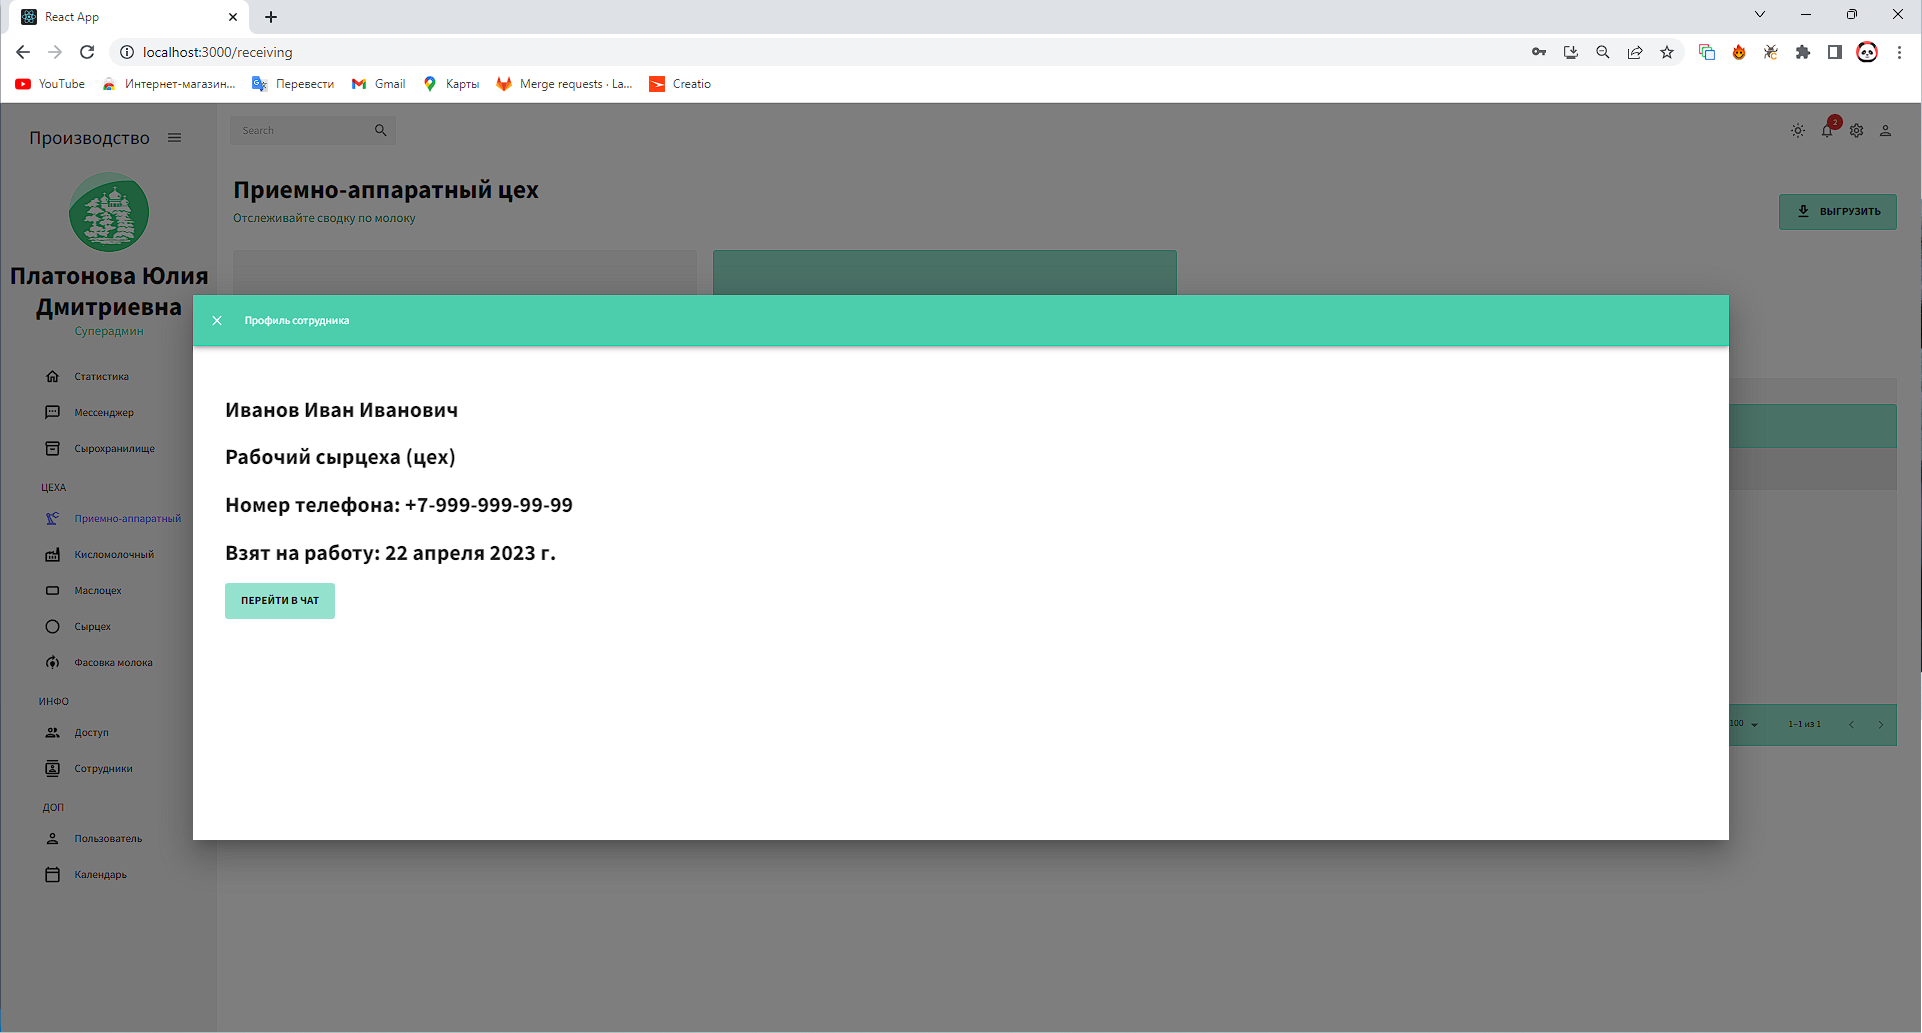 React App
localhost:3000/receiving
YouTube
Интернет-магазин...
Перевести
Gmail
Карты
Merge requests · La...
Creatio
Производство
Search
2
Приемно-аппаратный цех
Отслеживайте сводку по молоку
ВЫГРУЗИТЬ
Платонова Юлия
Дмитриевна
Суперадмин
Профиль сотрудника
Иванов Иван Иванович
Рабочий сырцеха (цех)
Номер телефона: +7-999-999-99-99
Взят на работу: 22 апреля 2023 г.
ПЕРЕЙТИ В ЧАТ
Статистика
Мессенджер
Сырохранилище
ЦЕХА
Приемно-аппаратный
Кисломолочный
Маслоцех
Сырцех
Фасовка молока
ИНФО
Доступ
Сотрудники
ДОП
Пользователь
Календарь
100
1–1 из 1